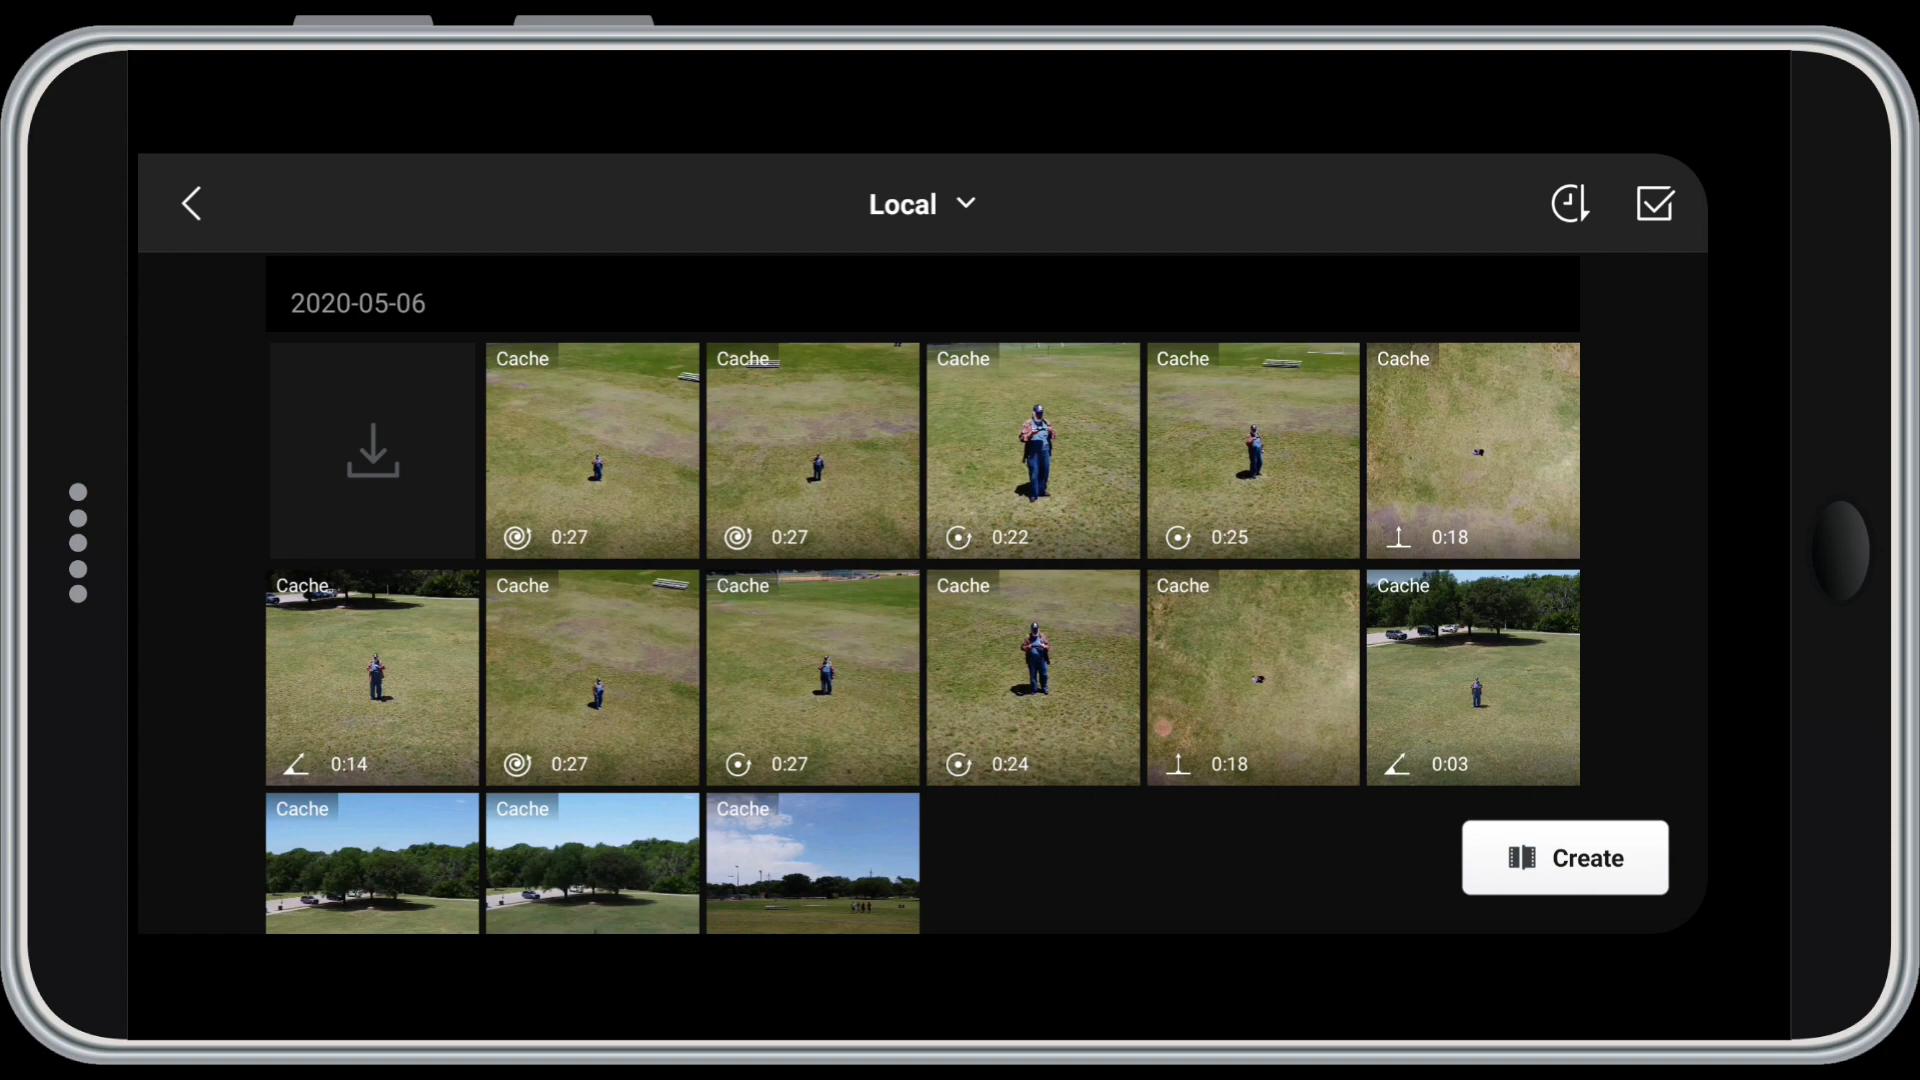 Local
2020-05-06
Cache Cache Cache Cache Cache
0:27 0:27 0:22 0:25 0:18
Cache Cache Cache Cache Cache Cache
0:14 0:27 0:27 0:24 0:18 0:03
Cache Cache Cache
Create